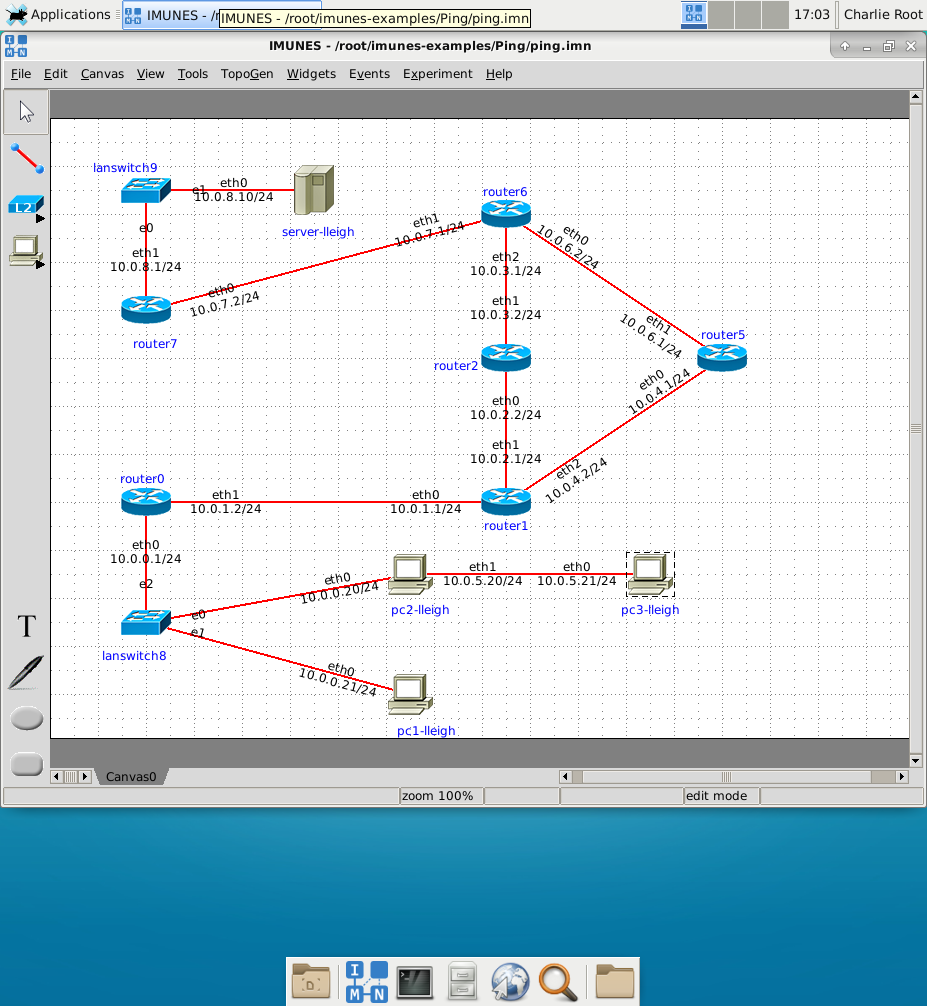 Applications
IMUNES - /r
IMUNES - /root/imunes-examples/Ping/ping.imn
17:03
Charlie Root
IMUNES - /root/imunes-examples/Ping/ping.imn
File Edit Canvas View Tools TopoGen Widgets Events Experiment Help
L2
T
lanswitch9
e1
eth0
10.0.8.10/24
server-lleigh
e0
eth1
10.0.8.1/24
router7
eth0
10.0.7.2/24
eth1
10.0.7.1/24
router6
eth0
10.0.6.2/24
eth2
10.0.3.1/24
eth1
10.0.3.2/24
eth1
10.0.6.1/24
router5
router2
eth0
10.0.4.1/24
eth0
10.0.2.2/24
eth1
10.0.2.1/24
eth2
10.0.4.2/24
router0
eth1
10.0.1.2/24
eth0
10.0.1.1/24
router1
eth0
10.0.0.1/24
e2
eth0
10.0.0.20/24
eth1
10.0.5.20/24
eth0
10.0.5.21/24
pc2-lleigh
pc3-lleigh
e0
e1
lanswitch8
eth0
10.0.0.21/24
pc1-lleigh
Canvas0
zoom 100%
edit mode
I
M N
D
I
M N